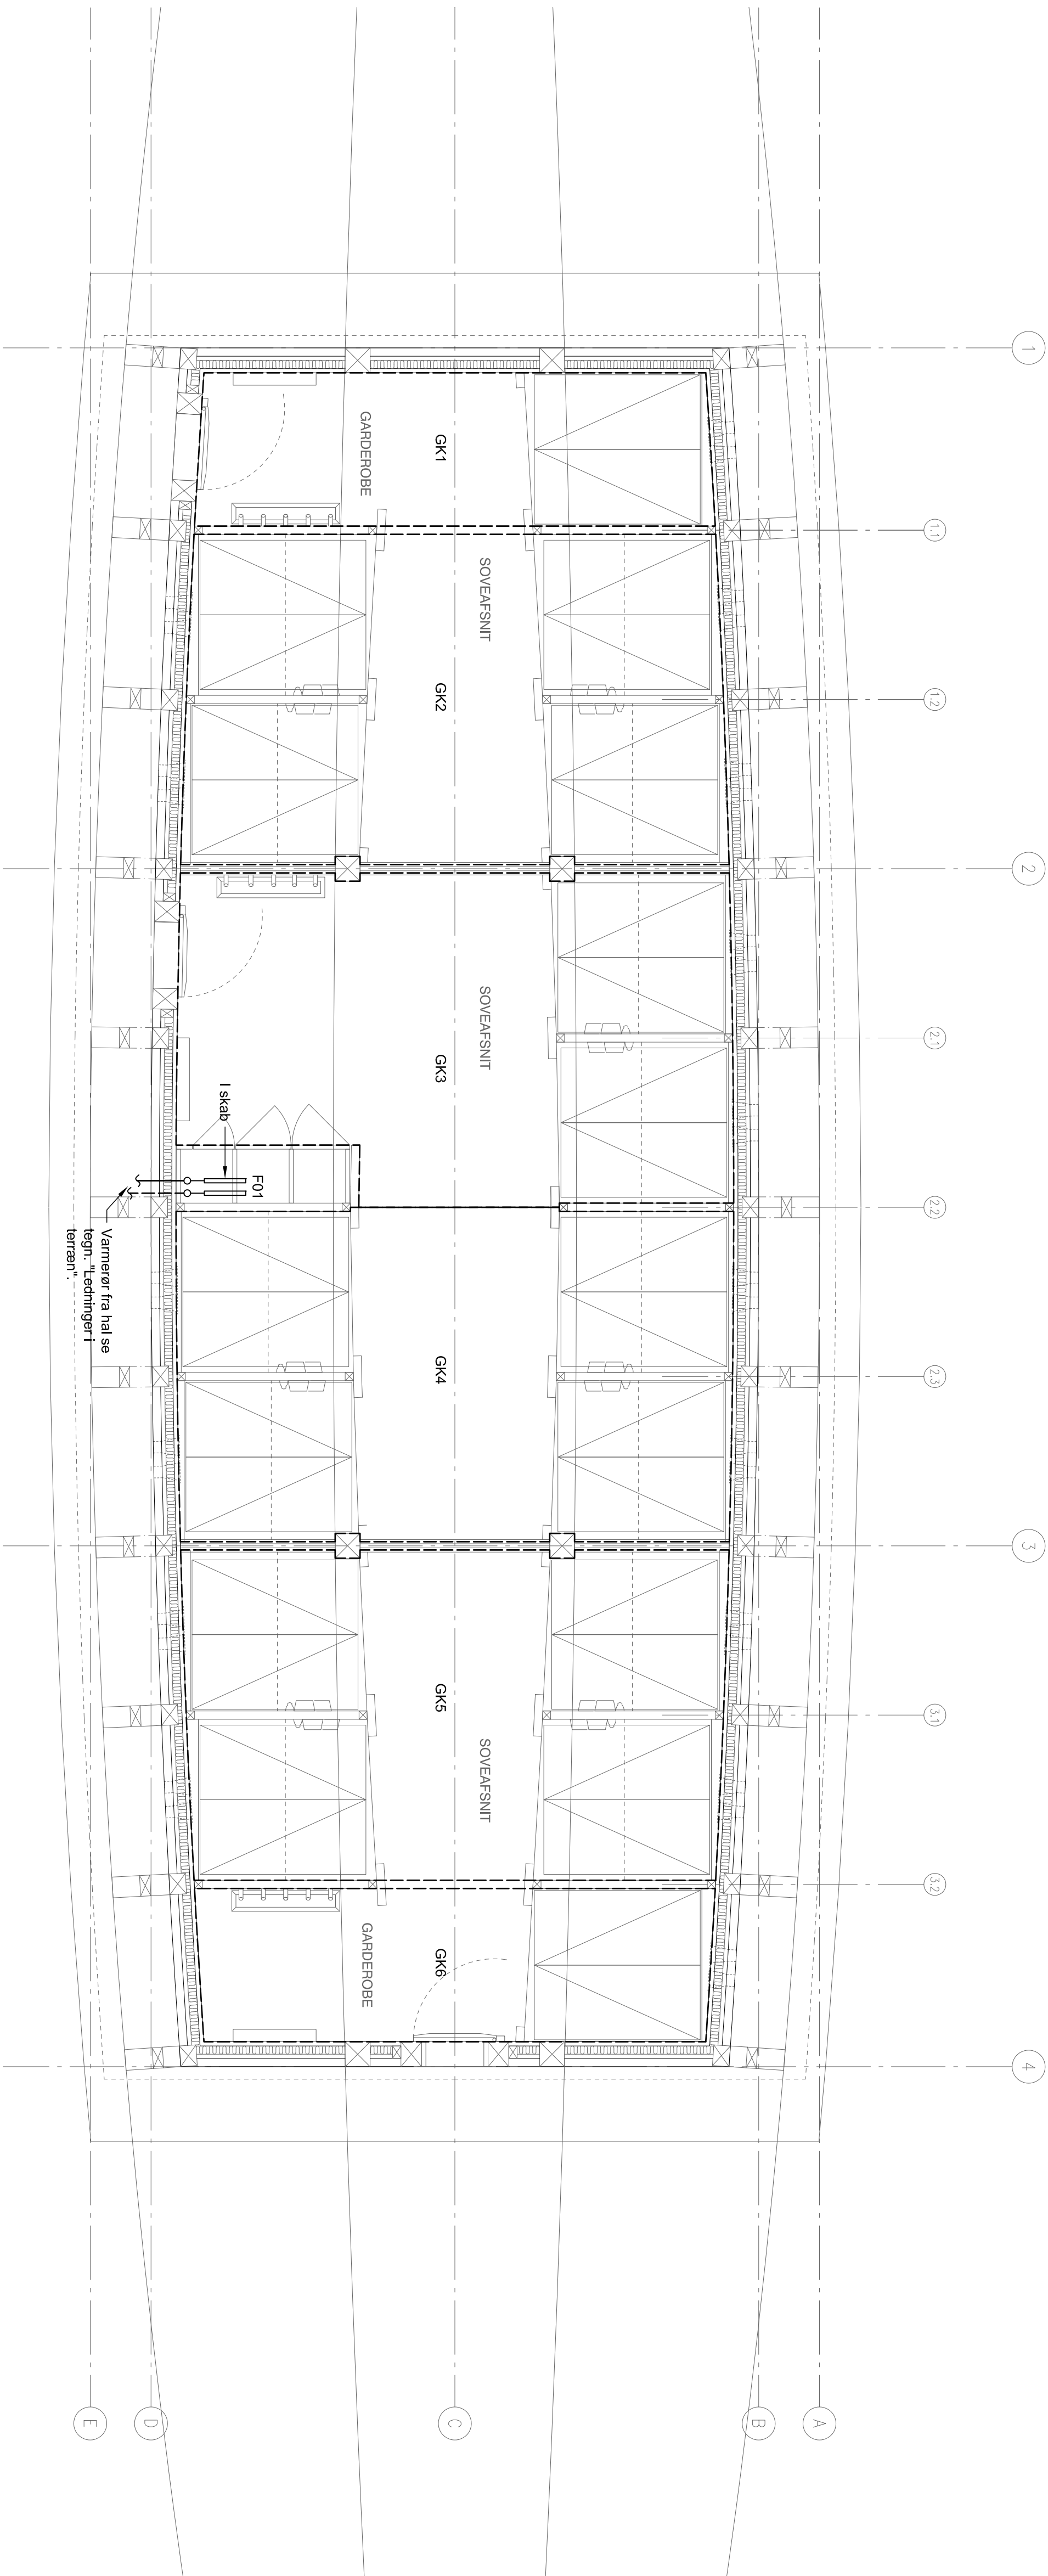 1
1.1
1.2
2
2.1
2.2
2.3
3
3.1
3.2
4
A
B
C
D
E
SOVEAFSNIT
SOVEAFSNIT
SOVEAFSNIT
GK1
GK2
GK3
GK4
GK5
GK6
GARDEROBE
GARDEROBE
F01
I skab
Varmerør fra hal se
tegn. "Ledninger i
terræn".